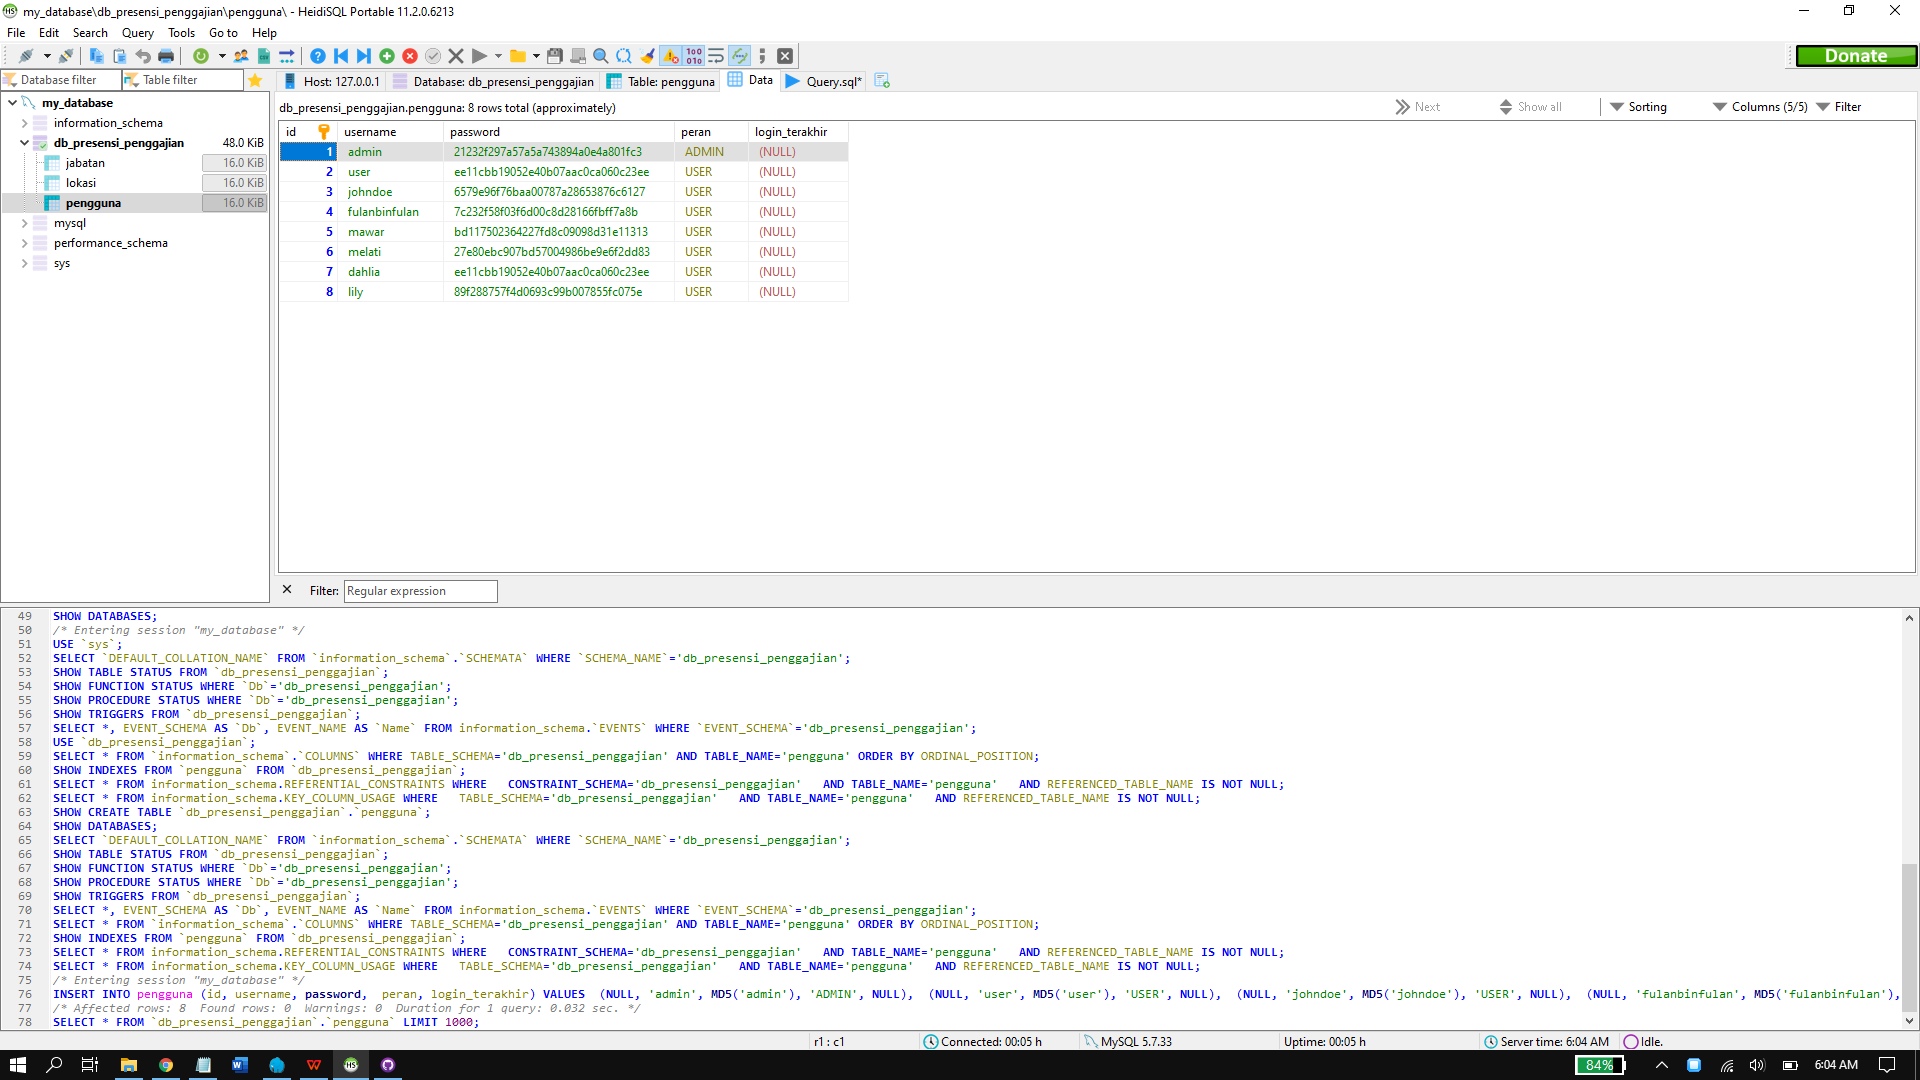 my_database\db_presensi_penggajian\pengguna\ - HeidiSQL Portable 11.2.0.6213
File Edit Search Query Tools Go to Help
Donate
Database filter Table filter
Host: 127.0.0.1 Database: db_presensi_penggajian Table: pengguna Data Query.sql*
my_database
information_schema
db_presensi_penggajian 48.0 KiB
jabatan 16.0 KiB
lokasi 16.0 KiB
pengguna 16.0 KiB
mysql
performance_schema
sys
db_presensi_penggajian.pengguna: 8 rows total (approximately) Next Show all Sorting Columns (5/5) Filter
id username password peran login_terakhir
1 admin 21232f297a57a5a743894a0e4a801fc3 ADMIN (NULL)
2 user ee11cbb19052e40b07aac0ca060c23ee USER (NULL)
3 johndoe 6579e96f76baa00787a28653876c6127 USER (NULL)
4 fulanbinfulan 7c232f58f03f6d00c8d28166fbff7a8b USER (NULL)
5 mawar bd117502364227fd8c09098d31e11313 USER (NULL)
6 melati 27e80ebc907bd57004986be9e6f2dd83 USER (NULL)
7 dahlia ee11cbb19052e40b07aac0ca060c23ee USER (NULL)
8 lily 89f288757f4d0693c99b007855fc075e USER (NULL)
Filter: Regular expression
49 SHOW DATABASES;
50 /* Entering session "my_database" */
51 USE `sys`;
52 SELECT `DEFAULT_COLLATION_NAME` FROM `information_schema`.`SCHEMATA` WHERE `SCHEMA_NAME`='db_presensi_penggajian';
53 SHOW TABLE STATUS FROM `db_presensi_penggajian`;
54 SHOW FUNCTION STATUS WHERE `Db`='db_presensi_penggajian';
55 SHOW PROCEDURE STATUS WHERE `Db`='db_presensi_penggajian';
56 SHOW TRIGGERS FROM `db_presensi_penggajian`;
57 SELECT *, EVENT_SCHEMA AS `Db`, EVENT_NAME AS `Name` FROM information_schema.`EVENTS` WHERE `EVENT_SCHEMA`='db_presensi_penggajian';
58 USE `db_presensi_penggajian`;
59 SELECT * FROM `information_schema`.`COLUMNS` WHERE TABLE_SCHEMA='db_presensi_penggajian' AND TABLE_NAME='pengguna' ORDER BY ORDINAL_POSITION;
60 SHOW INDEXES FROM `pengguna` FROM `db_presensi_penggajian`;
61 SELECT * FROM information_schema.REFERENTIAL_CONSTRAINTS WHERE   CONSTRAINT_SCHEMA='db_presensi_penggajian'   AND TABLE_NAME='pengguna'   AND REFERENCED_TABLE_NAME IS NOT NULL;
62 SELECT * FROM information_schema.KEY_COLUMN_USAGE WHERE   TABLE_SCHEMA='db_presensi_penggajian'   AND TABLE_NAME='pengguna'   AND REFERENCED_TABLE_NAME IS NOT NULL;
63 SHOW CREATE TABLE `db_presensi_penggajian`.`pengguna`;
64 SHOW DATABASES;
65 SELECT `DEFAULT_COLLATION_NAME` FROM `information_schema`.`SCHEMATA` WHERE `SCHEMA_NAME`='db_presensi_penggajian';
66 SHOW TABLE STATUS FROM `db_presensi_penggajian`;
67 SHOW FUNCTION STATUS WHERE `Db`='db_presensi_penggajian';
68 SHOW PROCEDURE STATUS WHERE `Db`='db_presensi_penggajian';
69 SHOW TRIGGERS FROM `db_presensi_penggajian`;
70 SELECT *, EVENT_SCHEMA AS `Db`, EVENT_NAME AS `Name` FROM information_schema.`EVENTS` WHERE `EVENT_SCHEMA`='db_presensi_penggajian';
71 SELECT * FROM `information_schema`.`COLUMNS` WHERE TABLE_SCHEMA='db_presensi_penggajian' AND TABLE_NAME='pengguna' ORDER BY ORDINAL_POSITION;
72 SHOW INDEXES FROM `pengguna` FROM `db_presensi_penggajian`;
73 SELECT * FROM information_schema.REFERENTIAL_CONSTRAINTS WHERE   CONSTRAINT_SCHEMA='db_presensi_penggajian'   AND TABLE_NAME='pengguna'   AND REFERENCED_TABLE_NAME IS NOT NULL;
74 SELECT * FROM information_schema.KEY_COLUMN_USAGE WHERE   TABLE_SCHEMA='db_presensi_penggajian'   AND TABLE_NAME='pengguna'   AND REFERENCED_TABLE_NAME IS NOT NULL;
75 /* Entering session "my_database" */
76 INSERT INTO pengguna (id, username, password,  peran, login_terakhir) VALUES  (NULL, 'admin', MD5('admin'), 'ADMIN', NULL),  (NULL, 'user', MD5('user'), 'USER', NULL),  (NULL, 'johndoe', MD5('johndoe'), 'USER', NULL),  (NULL, 'fulanbinfulan', MD5('fulanbinfulan'),
77 /* Affected rows: 8  Found rows: 0  Warnings: 0  Duration for 1 query: 0.032 sec. */
78 SELECT * FROM `db_presensi_penggajian`.`pengguna` LIMIT 1000;
r1 : c1 Connected: 00:05 h MySQL 5.7.33 Uptime: 00:05 h Server time: 6:04 AM Idle.
84% 6:04 AM